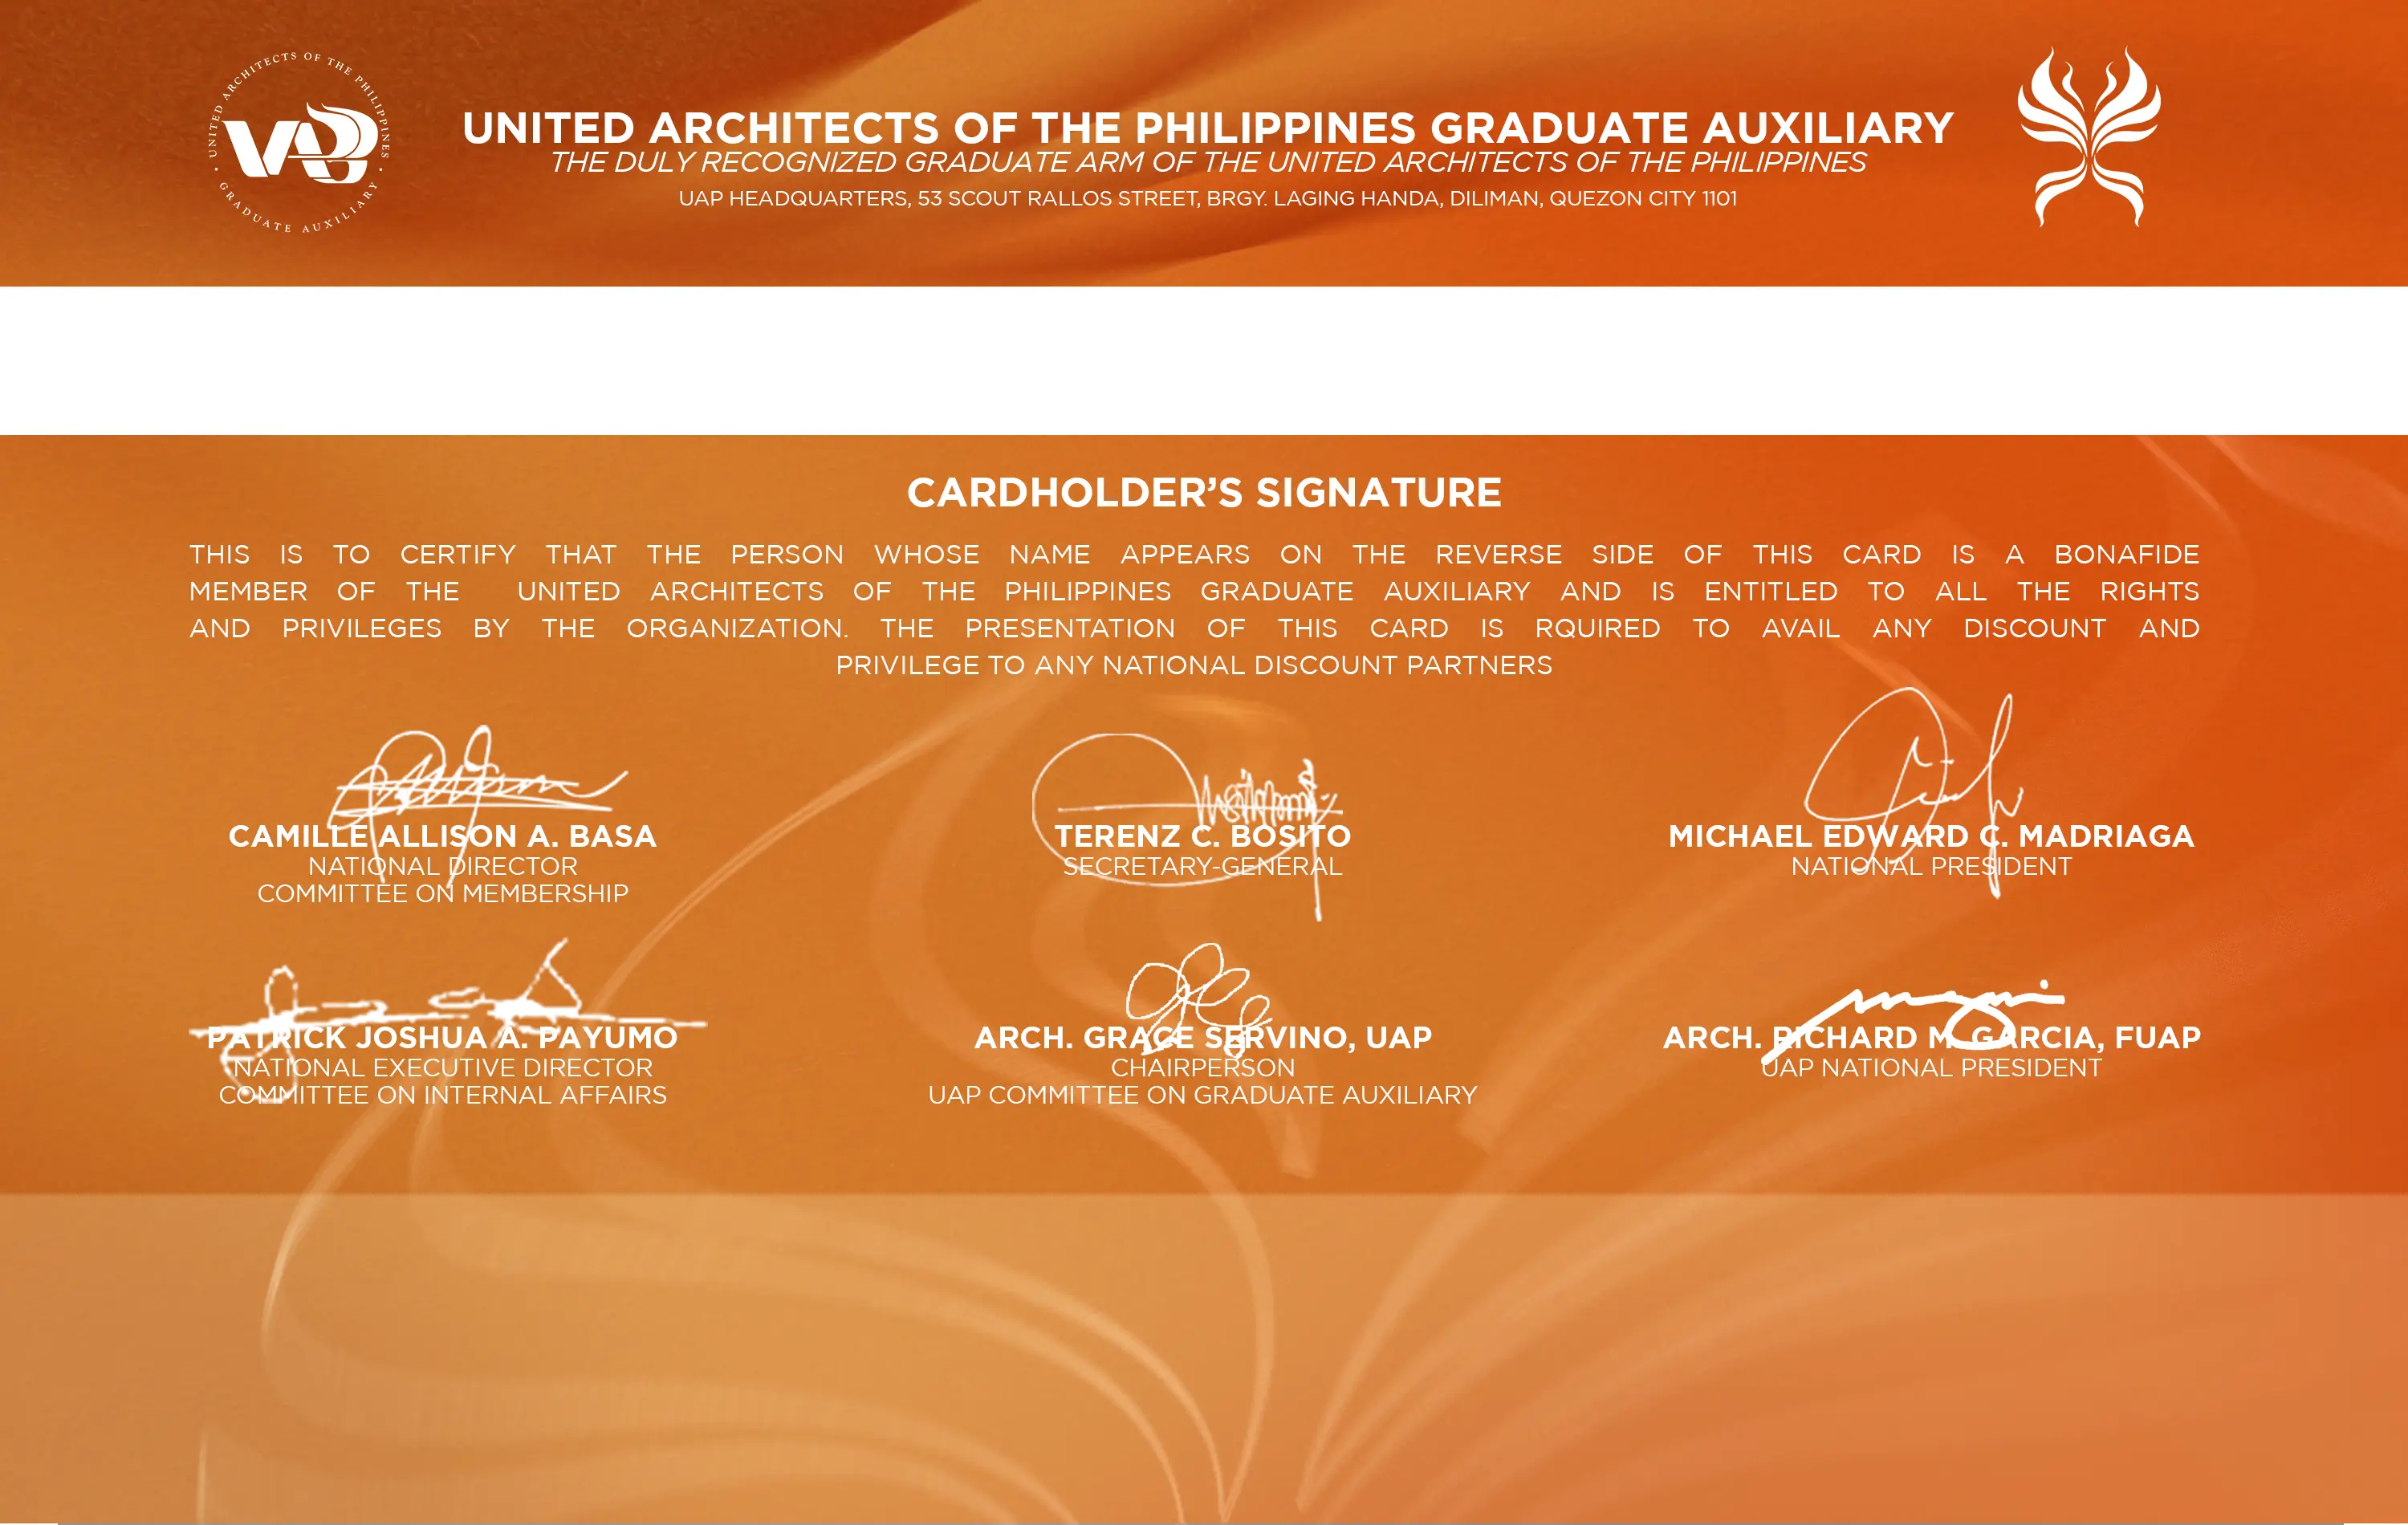 UNITED ARCHITECTS OF THE PHILIPPINES
GRADUATE AUXILIARY
UAP
UNITED ARCHITECTS OF THE PHILIPPINES GRADUATE AUXILIARY
THE DULY RECOGNIZED GRADUATE ARM OF THE UNITED ARCHITECTS OF THE PHILIPPINES
UAP HEADQUARTERS, 53 SCOUT RALLOS STREET, BRGY. LAGING HANDA, DILIMAN, QUEZON CITY 1101
CARDHOLDER’S SIGNATURE
THIS IS TO CERTIFY THAT THE PERSON WHOSE NAME APPEARS ON THE REVERSE SIDE OF THIS CARD IS A BONAFIDE
MEMBER OF THE UNITED ARCHITECTS OF THE PHILIPPINES GRADUATE AUXILIARY AND IS ENTITLED TO ALL THE RIGHTS
AND PRIVILEGES BY THE ORGANIZATION. THE PRESENTATION OF THIS CARD IS RQUIRED TO AVAIL ANY DISCOUNT AND
PRIVILEGE TO ANY NATIONAL DISCOUNT PARTNERS
CAMILLE ALLISON A. BASA
NATIONAL DIRECTOR
COMMITTEE ON MEMBERSHIP
TERENZ C. BOSITO
SECRETARY-GENERAL
MICHAEL EDWARD C. MADRIAGA
NATIONAL PRESIDENT
PATRICK JOSHUA A. PAYUMO
NATIONAL EXECUTIVE DIRECTOR
COMMITTEE ON INTERNAL AFFAIRS
ARCH. GRACE SERVINO, UAP
CHAIRPERSON
UAP COMMITTEE ON GRADUATE AUXILIARY
ARCH. RICHARD M. GARCIA, FUAP
UAP NATIONAL PRESIDENT